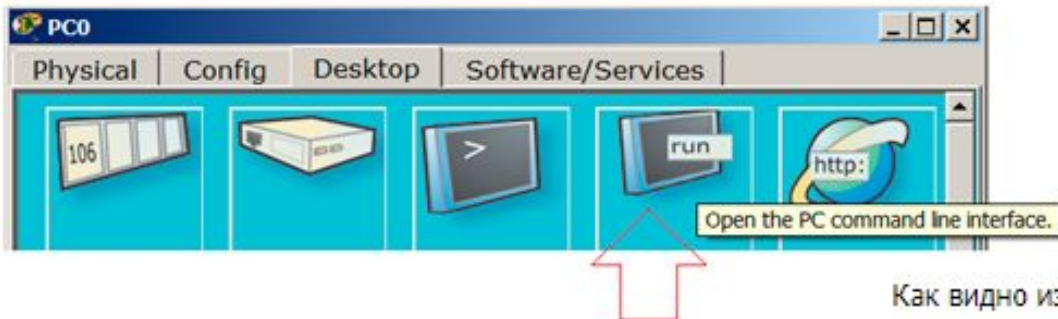 PC0
Physical Config Desktop Software/Services
106
>
run
http:
Open the PC command line interface.
Как видно из